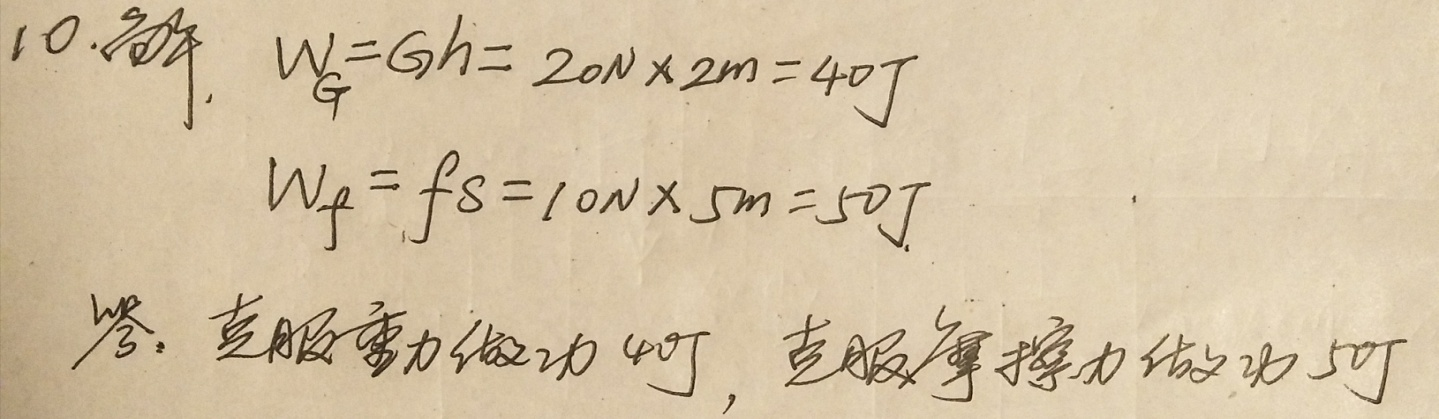 10.解. W_G=Gh=20N×2m=40J
W_f=fs=10N×5m=50J
答. 克服重力做功40J, 克服摩擦力做功50J